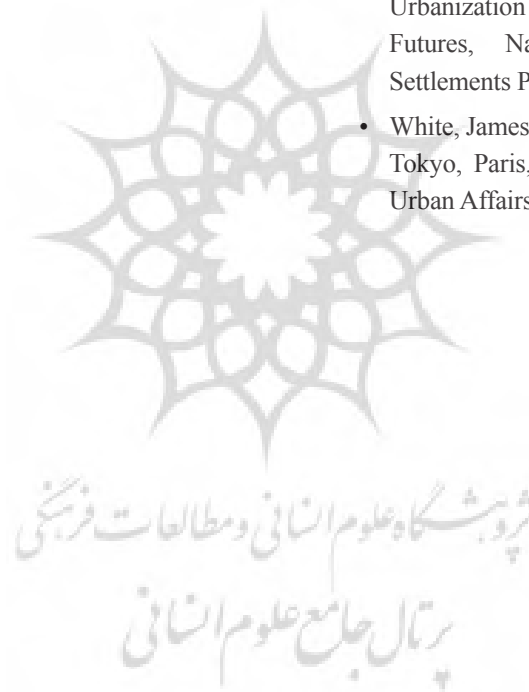 Urbanization
Futures, Na
Settlements P
• White, James
Tokyo, Paris,
Urban Affairs
پژوهشگاه علوم انسانی و مطالعات فرهنگی
پرتال جامع علوم انسانی